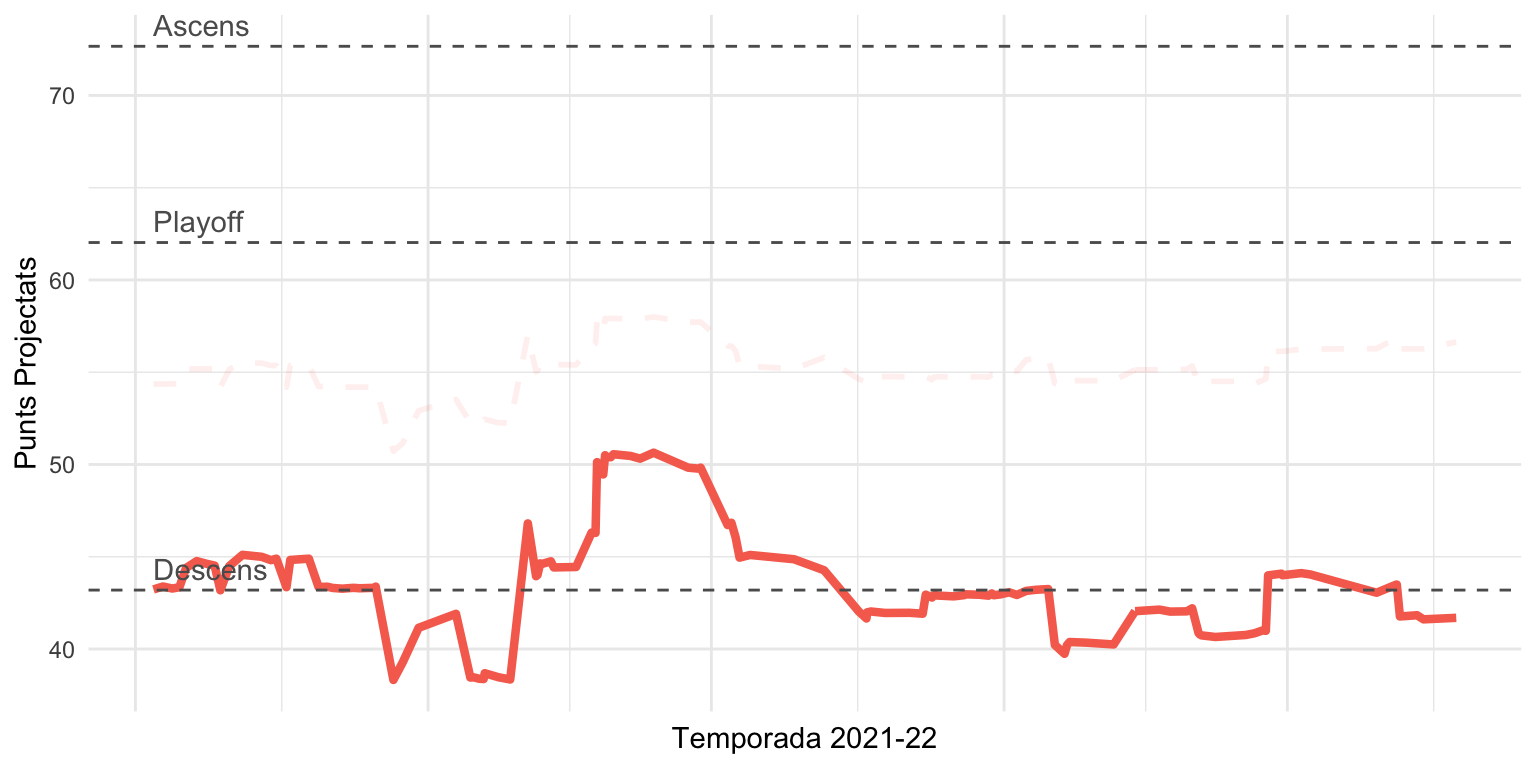 Ascens
70
Playoff
60
Punts Projectats
50
Descens
40
Temporada 2021-22